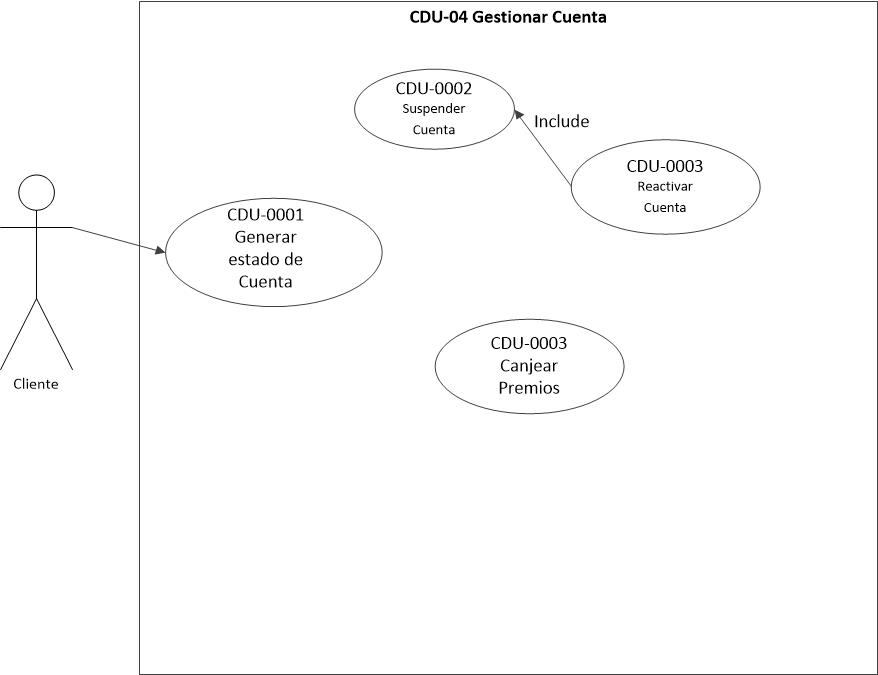 CDU-04 Gestionar Cuenta
CDU-0002
Suspender
Cuenta
Include
CDU-0003
Reactivar
Cuenta
CDU-0001
Generar
estado de
Cuenta
CDU-0003
Canjear
Premios
Cliente